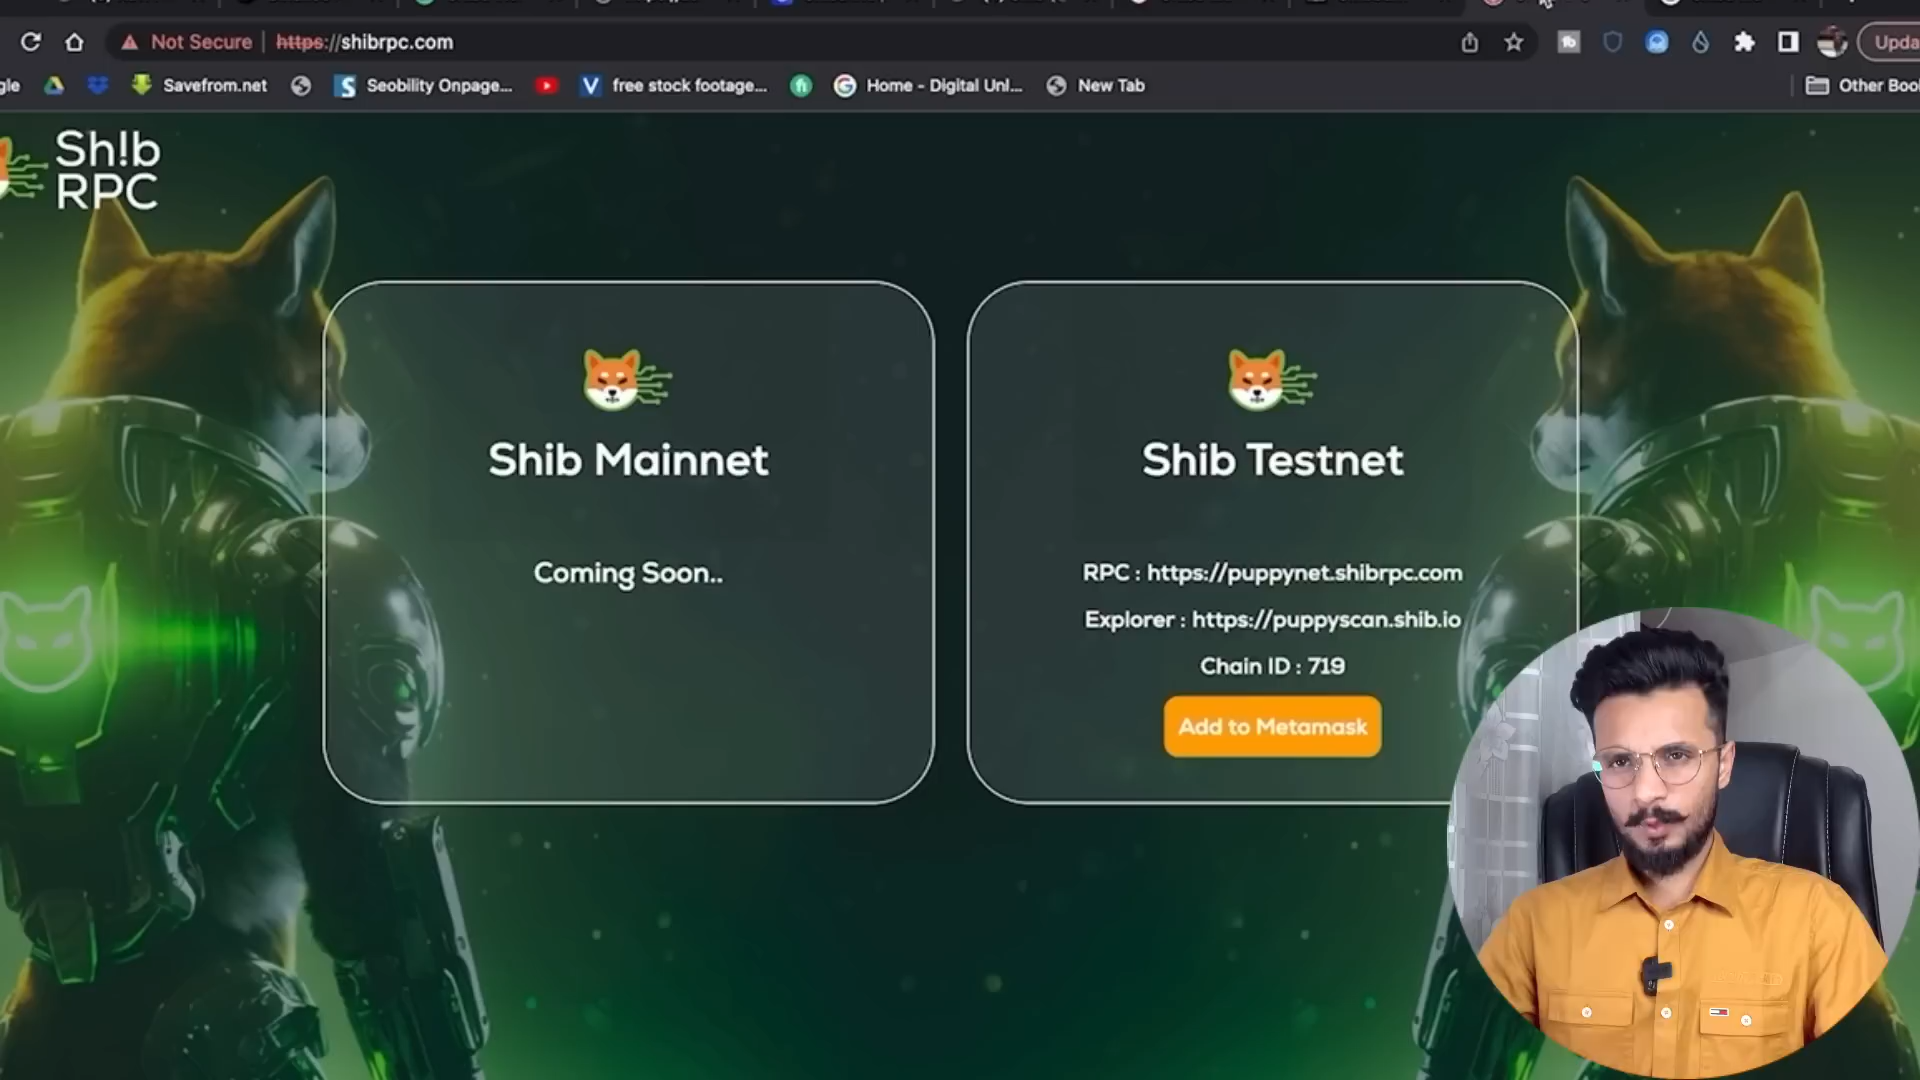 Not Secure
https://shibrpc.com
Upda
gle
Savefrom.net
Seobility Onpage...
free stock footage...
Home - Digital Unl...
New Tab
Other Boo
Sh!b
RPC
Shib Mainnet
Coming Soon..
Shib Testnet
RPC : https://puppynet.shibrpc.com
Explorer : https://puppyscan.shib.io
Chain ID : 719
Add to Metamask